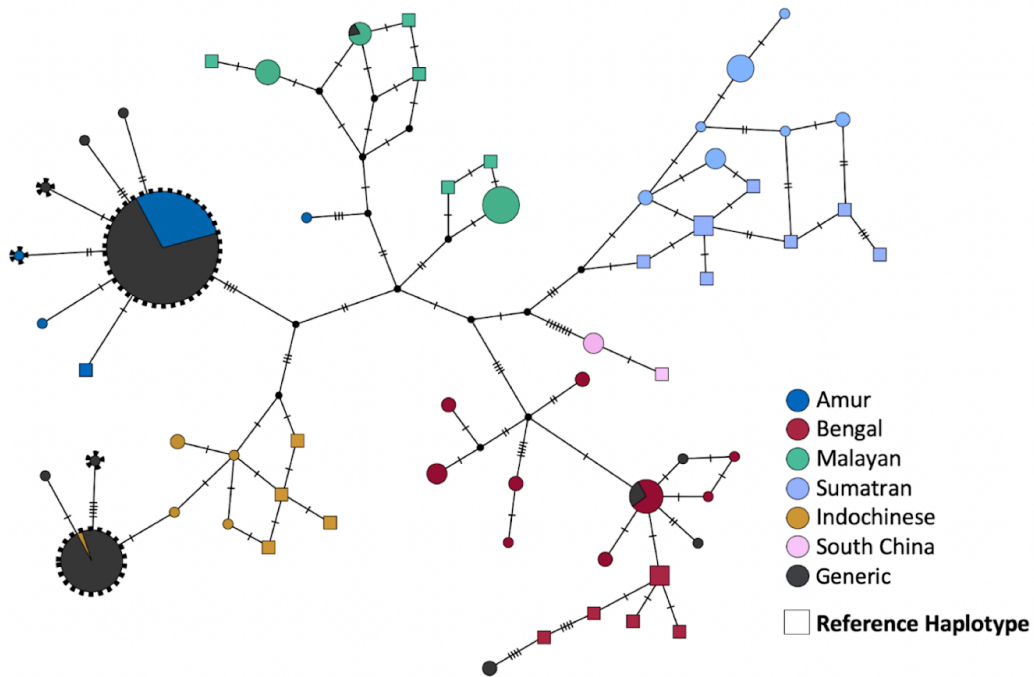 Amur
Bengal
Malayan
Sumatran
Indochinese
South China
Generic
Reference Haplotype